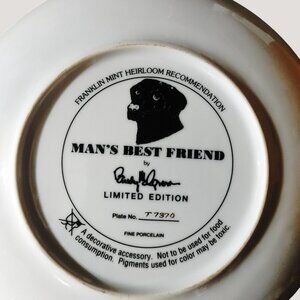 FRANKLIN MINT HEIRLOOM RECOMMENDATION
MAN'S BEST FRIEND
by
LIMITED EDITION
Plate No. T 7370
FINE PORCELAIN
A decorative accessory. Not to be used for food
consumption. Pigments used for color may be toxic.